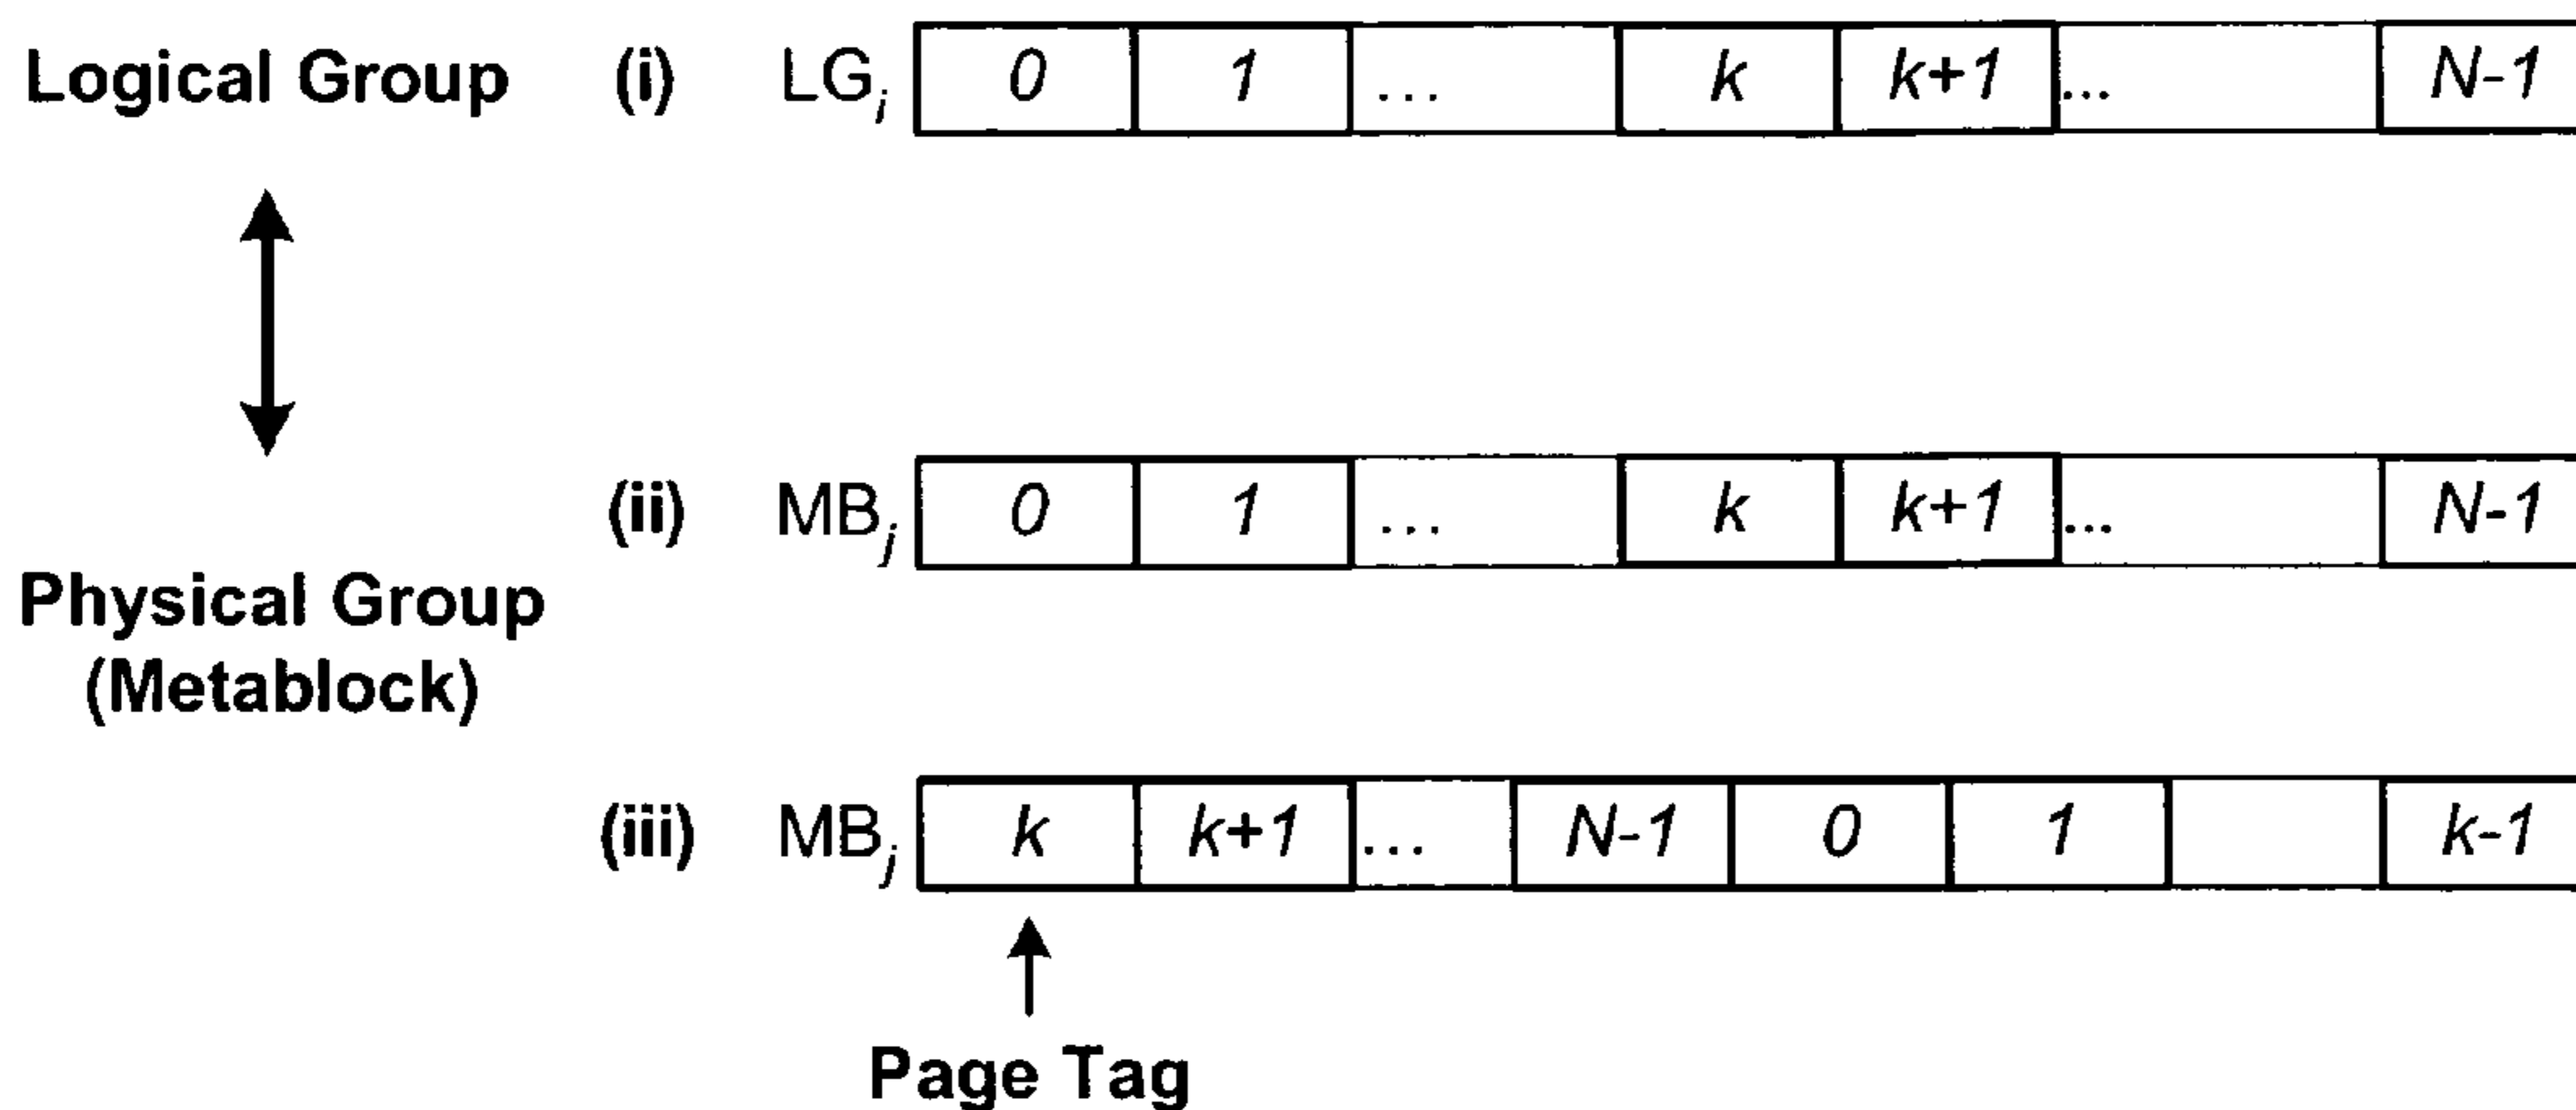 Logical Group (i) LGi 0 1 ... k k+1 ... N-1
(ii) MBj 0 1 ... k k+1 ... N-1
Physical Group
(Metablock)
(iii) MBj k k+1 ... N-1 0 1 k-1
Page Tag